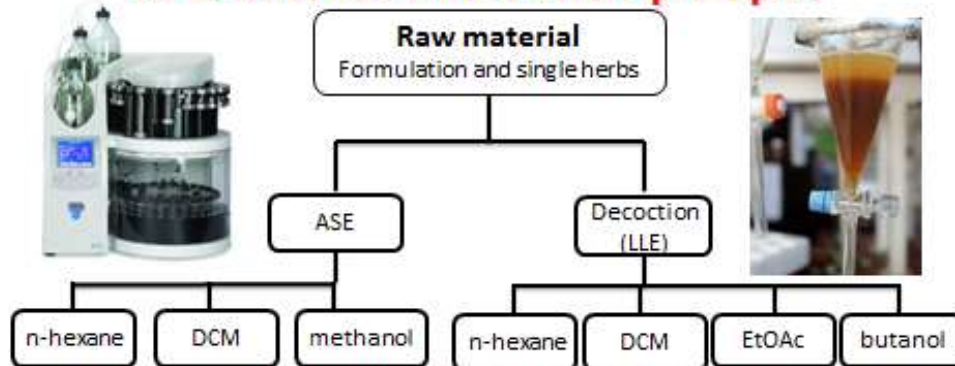 Raw material
Formulation and single herbs
ASE
Decoction
(LLE)
n-hexane
DCM
methanol
n-hexane
DCM
EtOAc
butanol